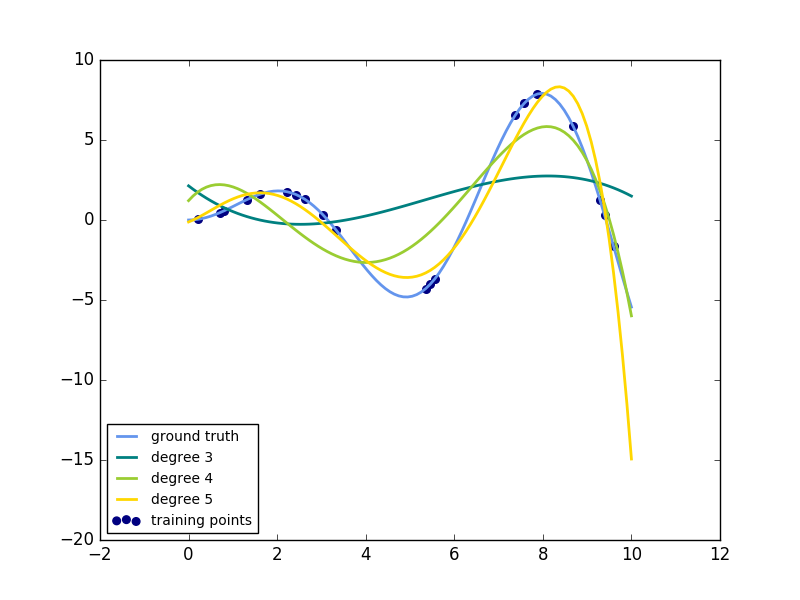 10
5
0
−5
−10
−15
−20
−2 0 2 4 6 8 10 12
ground truth
degree 3
degree 4
degree 5
training points